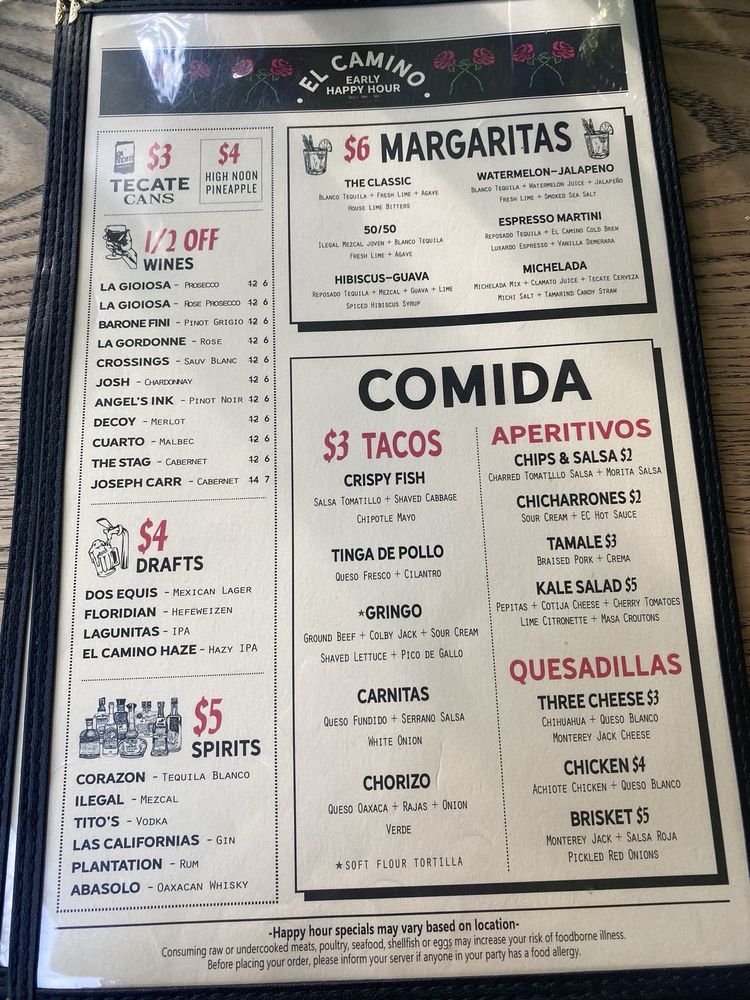 EL CAMINO
EARLY
HAPPY HOUR
$3
TECATE
CANS
$4
HIGH NOON
PINEAPPLE
1/2 OFF
WINES
LA GIOIOSA - PROSECCO 12 6
LA GIOIOSA - ROSE PROSECCO 12 6
BARONE FINI - PINOT GRIGIO 12 6
LA GORDONNE - ROSE 12 6
CROSSINGS - SAUV BLANC 12 6
JOSH - CHARDONNAY 12 6
ANGEL'S INK - PINOT NOIR 12 6
DECOY - MERLOT 12 6
CUARTO - MALBEC 12 6
THE STAG - CABERNET 12 6
JOSEPH CARR - CABERNET 14 7
$4
DRAFTS
DOS EQUIS - MEXICAN LAGER
FLORIDIAN - HEFEWEIZEN
LAGUNITAS - IPA
EL CAMINO HAZE - HAZY IPA
$5
SPIRITS
CORAZON - TEQUILA BLANCO
ILEGAL - MEZCAL
TITO'S - VODKA
LAS CALIFORNIAS - GIN
PLANTATION - RUM
ABASOLO - OAXACAN WHISKY
$6 MARGARITAS
THE CLASSIC
BLANCO TEQUILA + FRESH LIME + AGAVE
HOUSE LIME BITTERS
50/50
ILEGAL MEZCAL JOVEN + BLANCO TEQUILA
FRESH LIME + AGAVE
HIBISCUS-GUAVA
REPOSADO TEQUILA + MEZCAL + GUAVA + LIME
SPICED HIBISCUS SYRUP
WATERMELON-JALAPENO
BLANCO TEQUILA + WATERMELON JUICE + JALAPEÑO
FRESH LIME + SMOKED SEA SALT
ESPRESSO MARTINI
REPOSADO TEQUILA + EL CAMINO COLD BREW
LUXARDO ESPRESSO + VANILLA DEMERARA
MICHELADA
MICHELADA MIX + CLAMATO JUICE + TECATE CERVEZA
MICHI SALT + TAMARIND CANDY STRAW
COMIDA
$3 TACOS
CRISPY FISH
SALSA TOMATILLO + SHAVED CABBAGE
CHIPOTLE MAYO
TINGA DE POLLO
QUESO FRESCO + CILANTRO
*GRINGO
GROUND BEEF + COLBY JACK + SOUR CREAM
SHAVED LETTUCE + PICO DE GALLO
CARNITAS
QUESO FUNDIDO + SERRANO SALSA
WHITE ONION
CHORIZO
QUESO OAXACA + RAJAS + ONION
VERDE
*SOFT FLOUR TORTILLA
APERITIVOS
CHIPS & SALSA $2
CHARRED TOMATILLO SALSA + MORITA SALSA
CHICHARRONES $2
SOUR CREAM + EC HOT SAUCE
TAMALE $3
BRAISED PORK + CREMA
KALE SALAD $5
PEPITAS + COTIJA CHEESE + CHERRY TOMATOES
LIME CITRONETTE + MASA CROUTONS
QUESADILLAS
THREE CHEESE $3
CHIHUAHUA + QUESO BLANCO
MONTEREY JACK CHEESE
CHICKEN $4
ACHIOTE CHICKEN + QUESO BLANCO
BRISKET $5
MONTEREY JACK + SALSA ROJA
PICKLED RED ONIONS
-Happy hour specials may vary based on location-
Consuming raw or undercooked meats, poultry, seafood, shellfish or eggs may increase your risk of foodborne illness.
Before placing your order, please inform your server if anyone in your party has a food allergy.